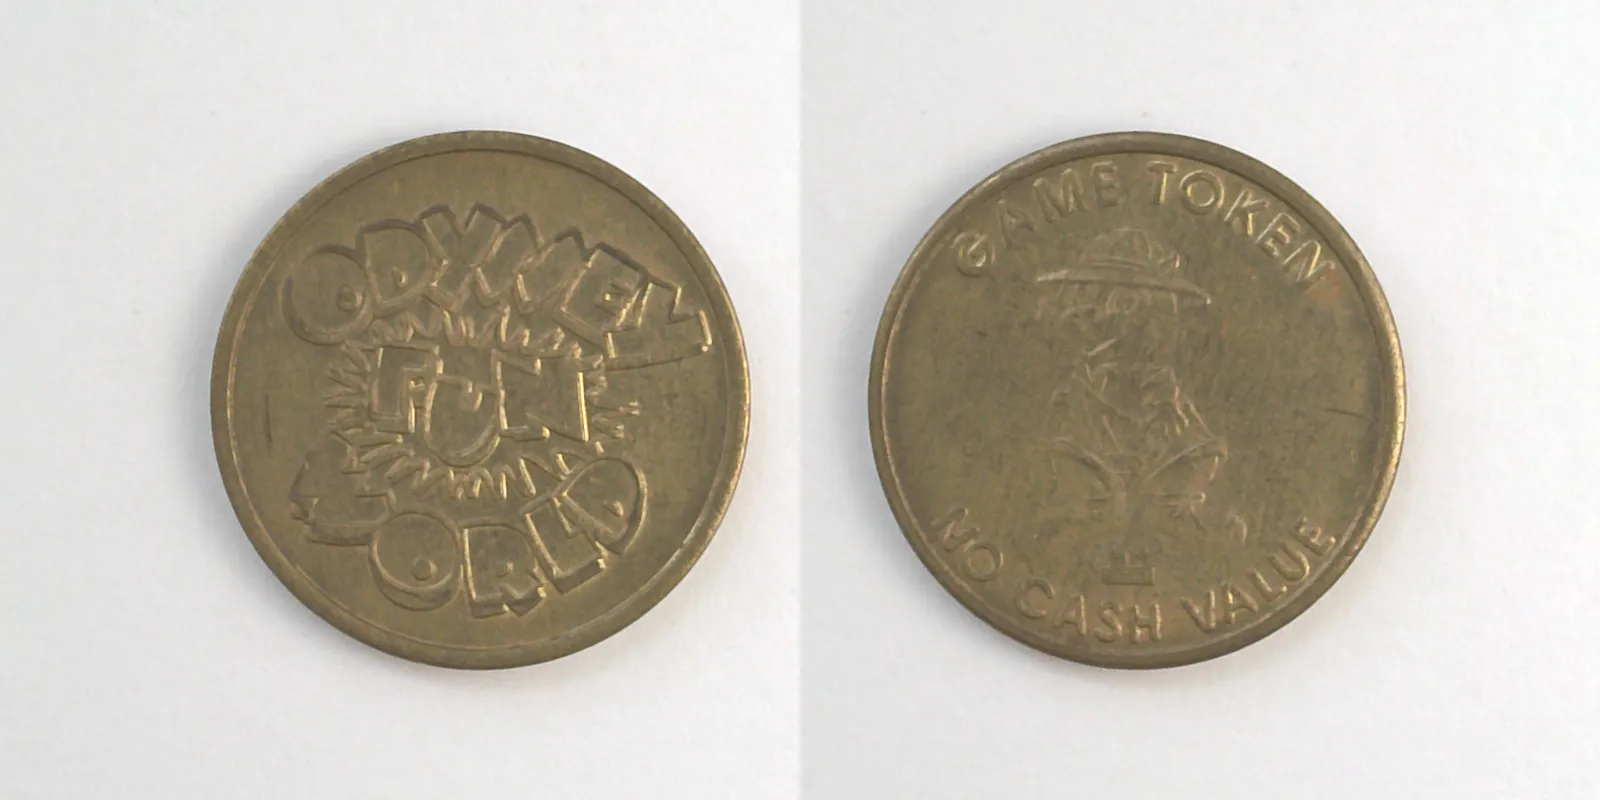 ODYSSEY
FUN
WORLD
GAME TOKEN
NO CASH VALUE